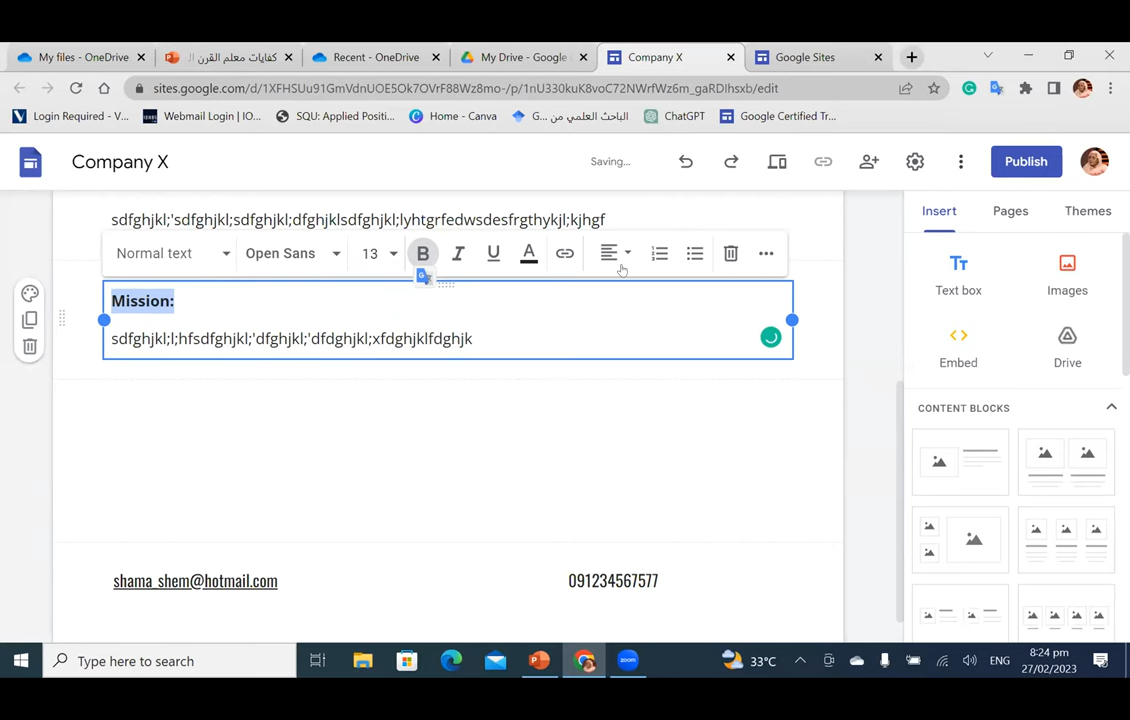 My files - OneDrive
كفايات معلم القرن ال
Recent - OneDrive
My Drive - Google
Company X
Google Sites
sites.google.com/d/1XFHSUu91GmVdnUOE5Ok7OVrF88Wz8mo-/p/1nU330kuK8voC72NWrfWz6m_gaRDIhsxb/edit
Login Required - V...
Webmail Login | IO...
SQU: Applied Positi...
Home - Canva
الباحث العلمي من G...
ChatGPT
Google Certified Tr...
Company X
Saving...
Publish
sdfghjkl;'sdfghjkl;sdfghjkl;dfghjklsdfghjkl;lyhtgrfedwsdesfrgthykjl;kjhgf
Insert
Pages
Themes
Normal text
Open Sans
13
B
I
U
A
Text box
Images
Mission:
sdfghjkl;l;hfsdfghjkl;'dfghjkl;'dfdghjkl;xfdghjklfdghjk
Embed
Drive
CONTENT BLOCKS
shama_shem@hotmail.com
091234567577
Type here to search
33°C
ENG
8:24 pm
27/02/2023